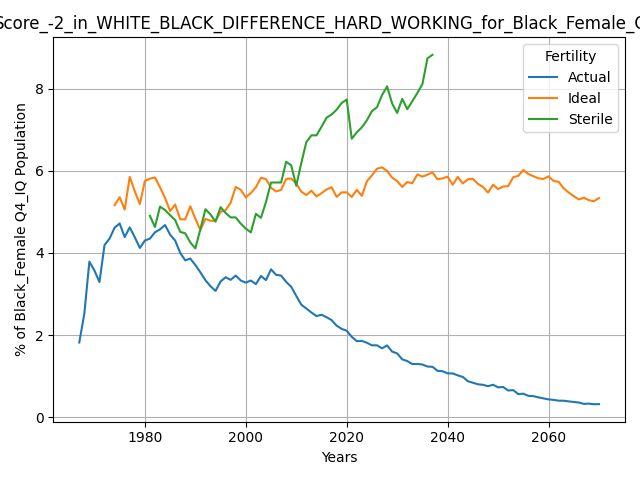 Score_-2_in_WHITE_BLACK_DIFFERENCE_HARD_WORKING_for_Black_Female_
Fertility
Actual
Ideal
Sterile
% of Black_Female Q4_IQ Population
8
6
4
2
0
1980
2000
2020
2040
2060
Years